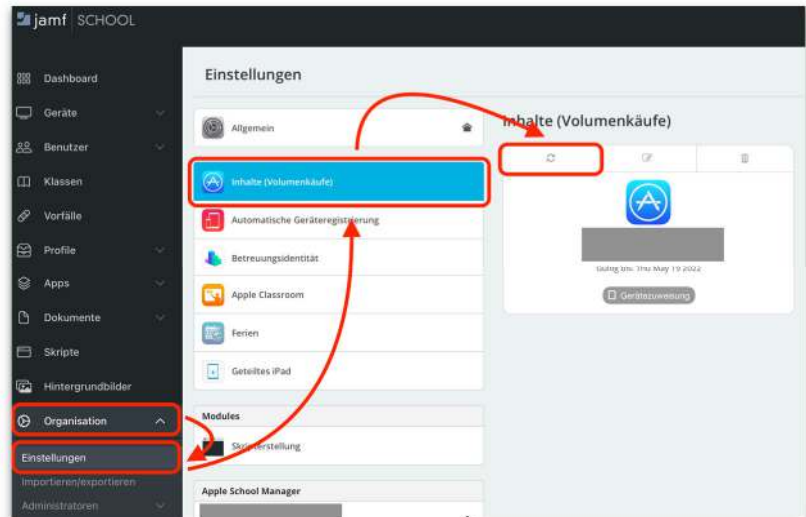 jamf SCHOOL
Dashboard
Geräte
Benutzer
Klassen
Vorfälle
Profile
Apps
Dokumente
Skripte
Hintergrundbilder
Organisation
Einstellungen
Importieren/exportieren
Administratoren
Einstellungen
Allgemein
Inhalte (Volumenkäufe)
Automatische Geräteregistrierung
Betreuungsidentität
Apple Classroom
Ferien
Geteiltes iPad
Modules
Skripterstellung
Apple School Manager
Inhalte (Volumenkäufe)
Gültig bis: Thu May 19 2022
Gerätezuweisung